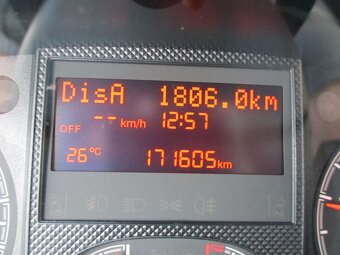 DisA 1806.0km
OFF -- km/h 12:57
26°C 171605km